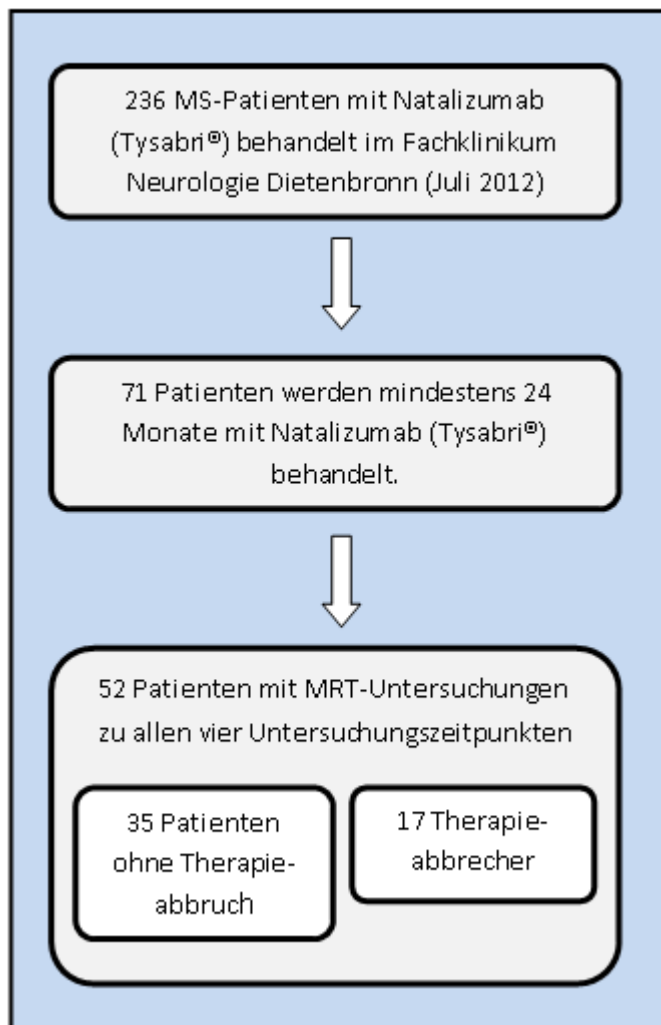 236 MS-Patienten mit Natalizumab
(Tysabri®) behandelt im Fachklinikum
Neurologie Dietenbronn (Juli 2012)
71 Patienten werden mindestens 24
Monate mit Natalizumab (Tysabri®)
behandelt.
52 Patienten mit MRT-Untersuchungen
zu allen vier Untersuchungszeitpunkten
35 Patienten
ohne Therapie-
abbruch
17 Therapie-
abbrecher